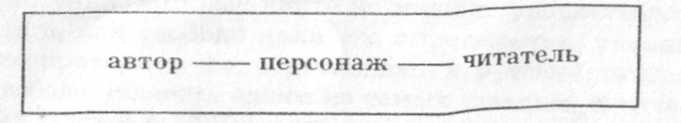 автор — персонаж — читатель